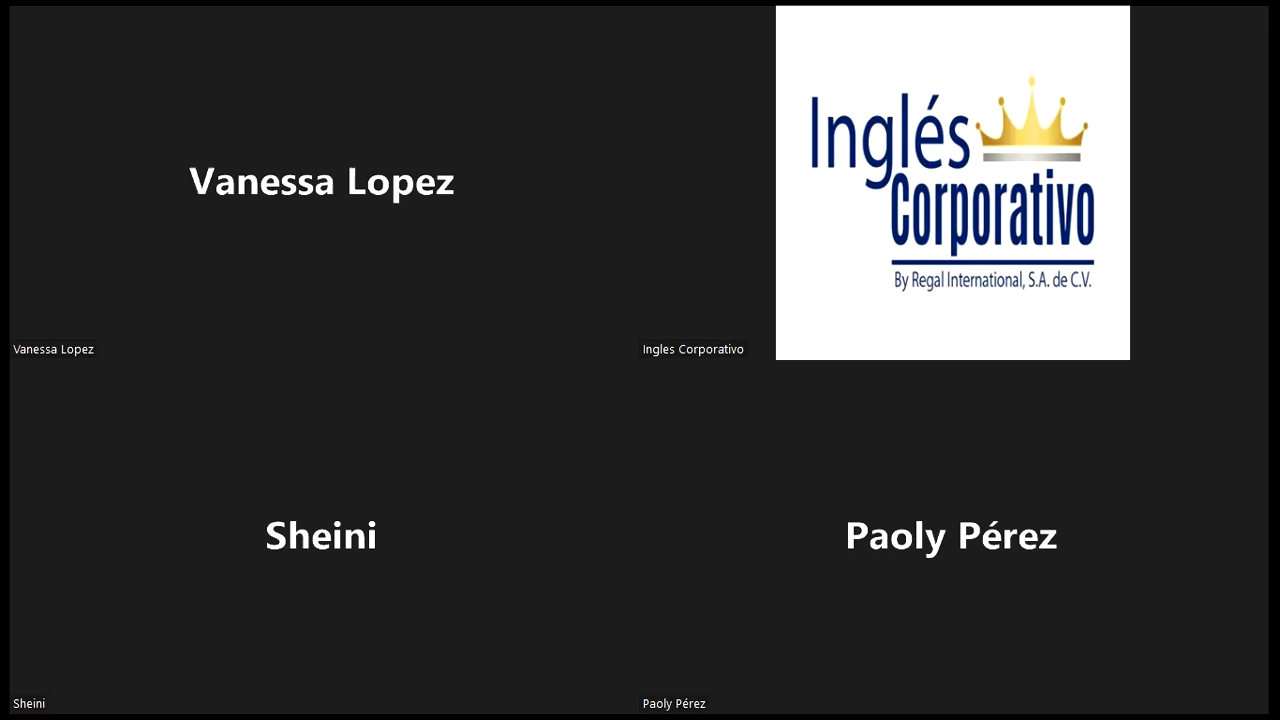 Vanessa Lopez
Vanessa Lopez
Inglés
Corporativo
By Regal International, S.A. de C.V.
Ingles Corporativo
Sheini
Sheini
Paoly Pérez
Paoly Pérez